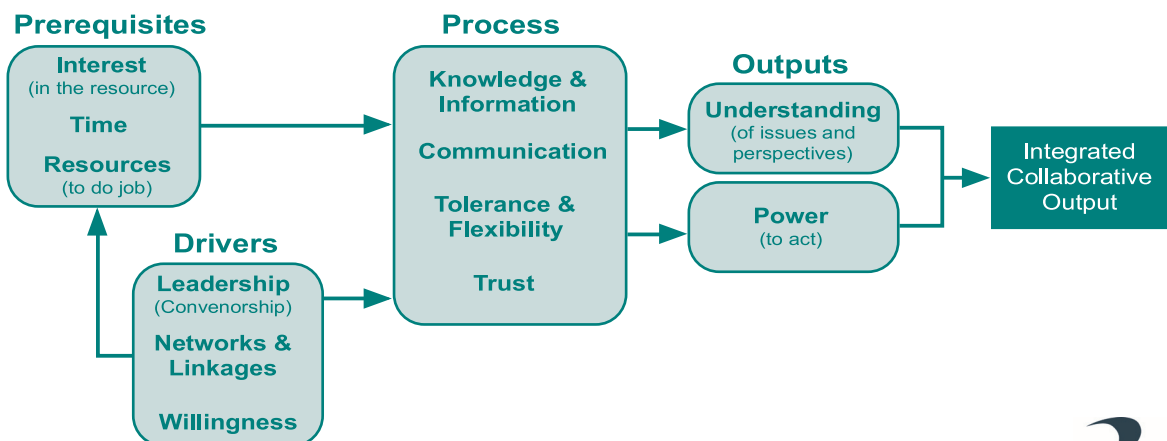 Prerequisites
Interest
(in the resource)
Time
Resources
(to do job)
Drivers
Leadership
(Convenorship)
Networks &
Linkages
Willingness
Process
Knowledge &
Information
Communication
Tolerance &
Flexibility
Trust
Outputs
Understanding
(of issues and
perspectives)
Power
(to act)
Integrated
Collaborative
Output